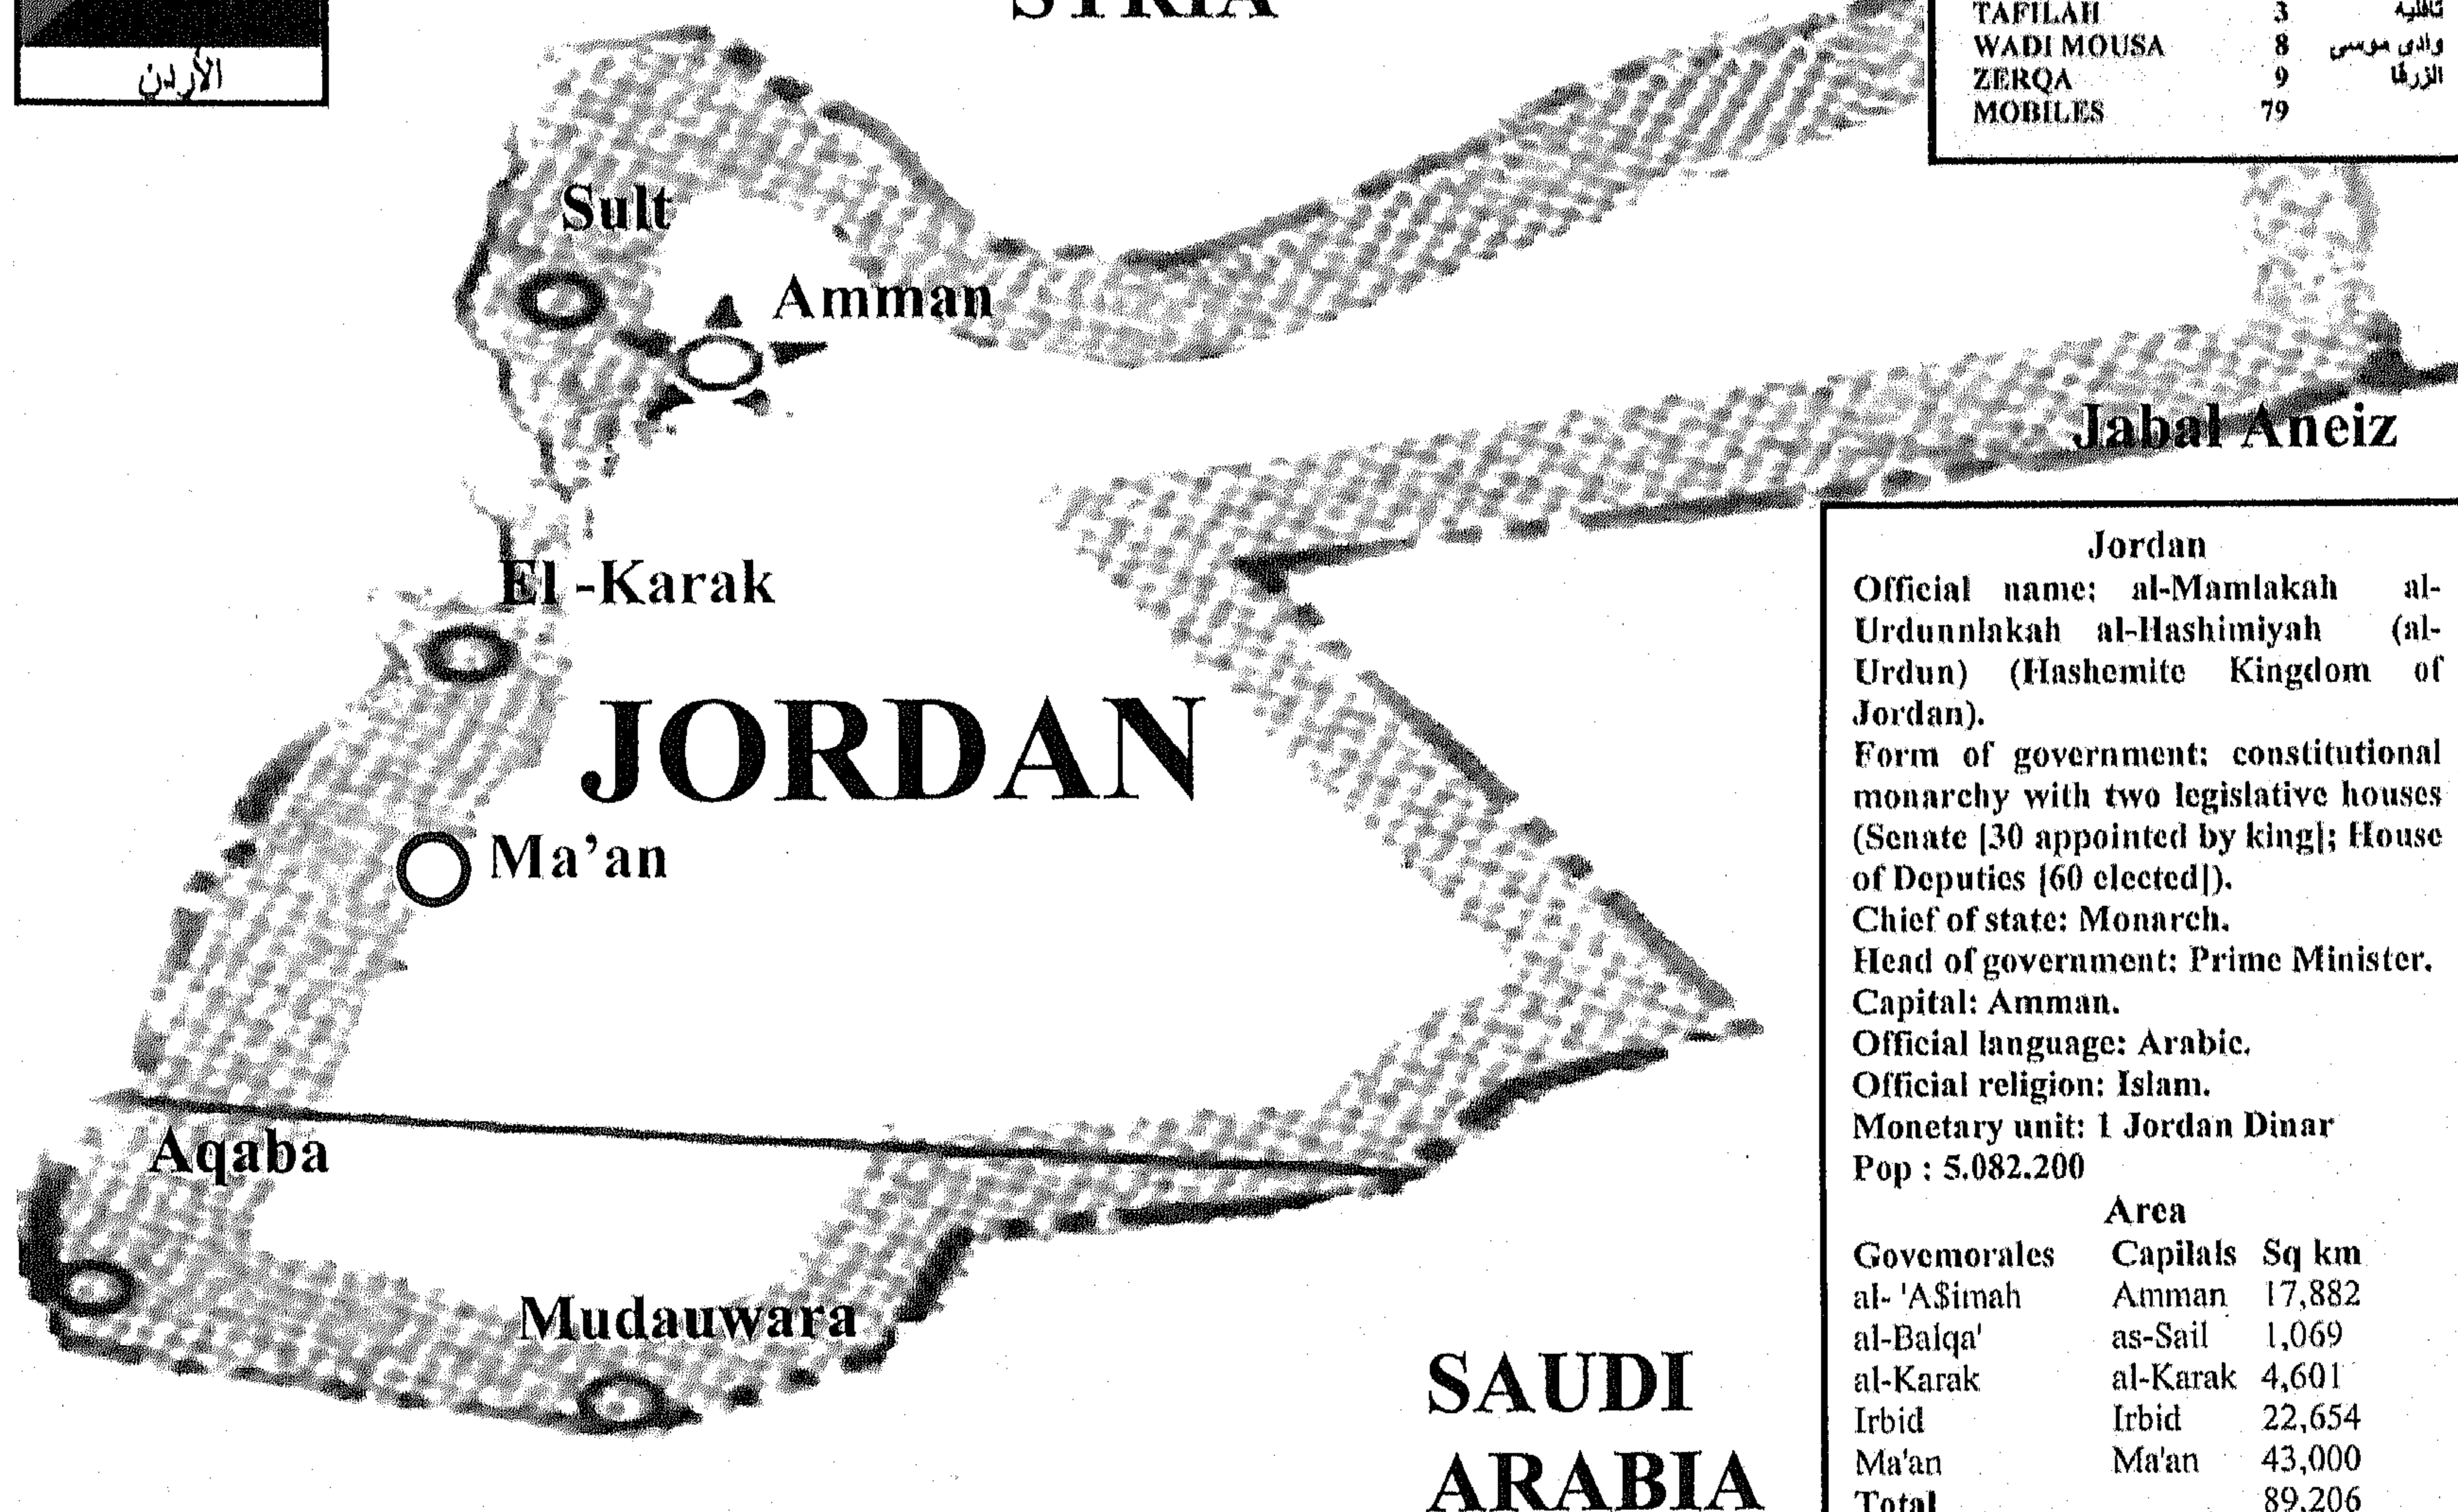 SYRIA
TAFILAH 3 تافليه
WADI MOUSA 8 وادى موسى
ZERQA 9 الزرقا
MOBILES 79
الأردن
Sult
Amman
Jabal Aneiz
El -Karak
JORDAN
Ma’an
Aqaba
Mudauwara
SAUDI
ARABIA
Jordan
Official name: al-Mamlakah al-
Urdunnlakah al-Hashimiyah (al-
Urdun) (Hashemite Kingdom of
Jordan).
Form of government: constitutional
monarchy with two legislative houses
(Senate [30 appointed by king]; House
of Deputies [60 elected]).
Chief of state: Monarch.
Head of government: Prime Minister.
Capital: Amman.
Official language: Arabic.
Official religion: Islam.
Monetary unit: 1 Jordan Dinar
Pop : 5.082.200
Area
Govemorales Capilals Sq km
al- 'A$imah Amman 17,882
al-Balqa' as-Sail 1,069
al-Karak al-Karak 4,601
Irbid Irbid 22,654
Ma'an Ma'an 43,000
Total 89,206